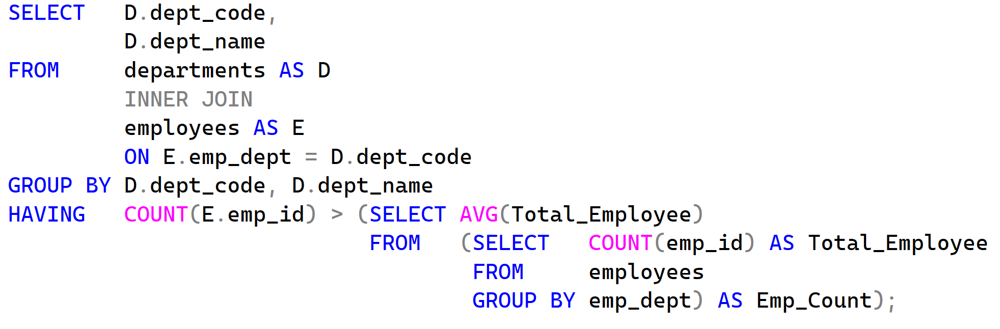 SELECT   D.dept_code,
         D.dept_name
FROM     departments AS D
         INNER JOIN
         employees AS E
         ON E.emp_dept = D.dept_code
GROUP BY D.dept_code, D.dept_name
HAVING   COUNT(E.emp_id) > (SELECT AVG(Total_Employee)
                            FROM   (SELECT   COUNT(emp_id) AS Total_Employee
                                    FROM     employees
                                    GROUP BY emp_dept) AS Emp_Count);